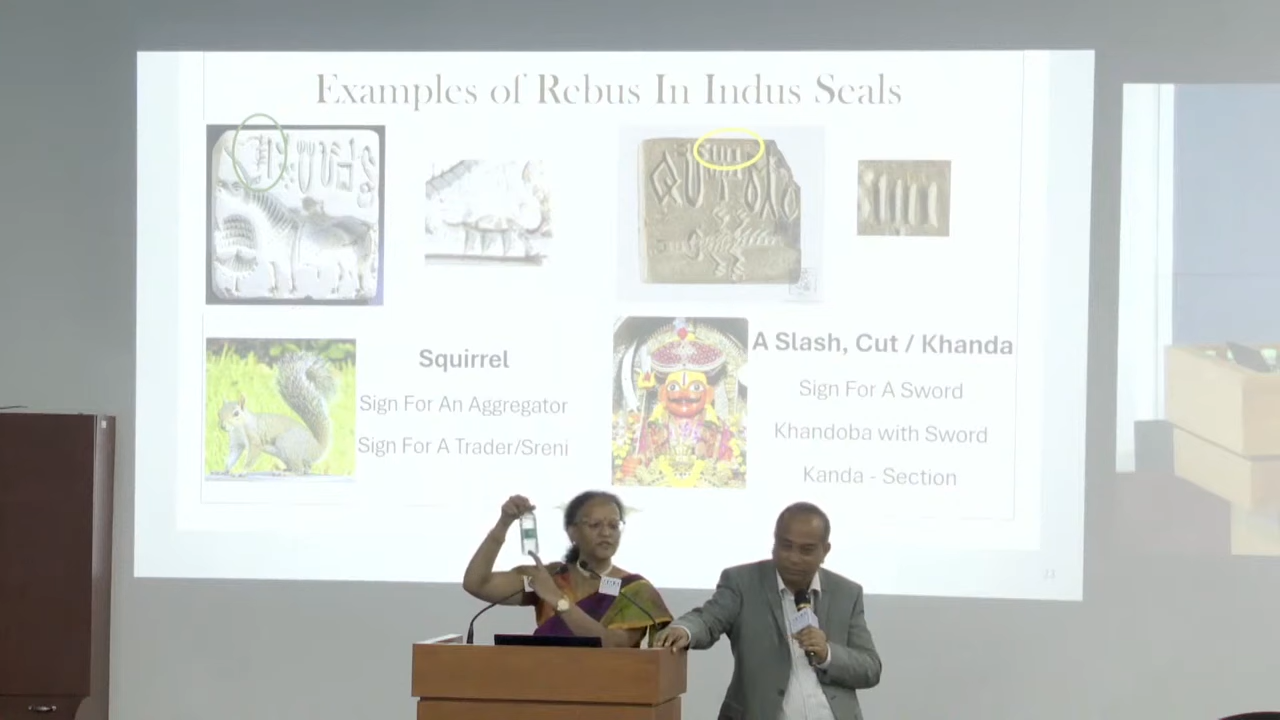 Examples of Rebus In Indus Seals
Squirrel
Sign For An Aggregator
Sign For A Trader/Sreni
A Slash, Cut / Khanda
Sign For A Sword
Khandoba with Sword
Kanda - Section
23